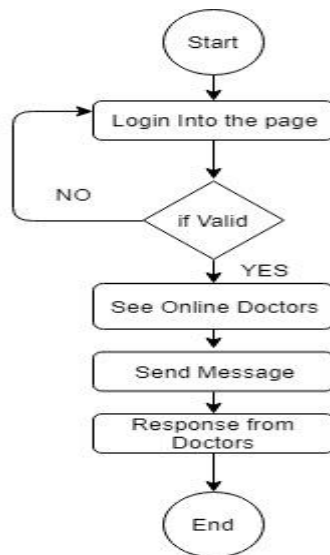 Start
Login Into the page
NO
if Valid
YES
See Online Doctors
Send Message
Response from
Doctors
End